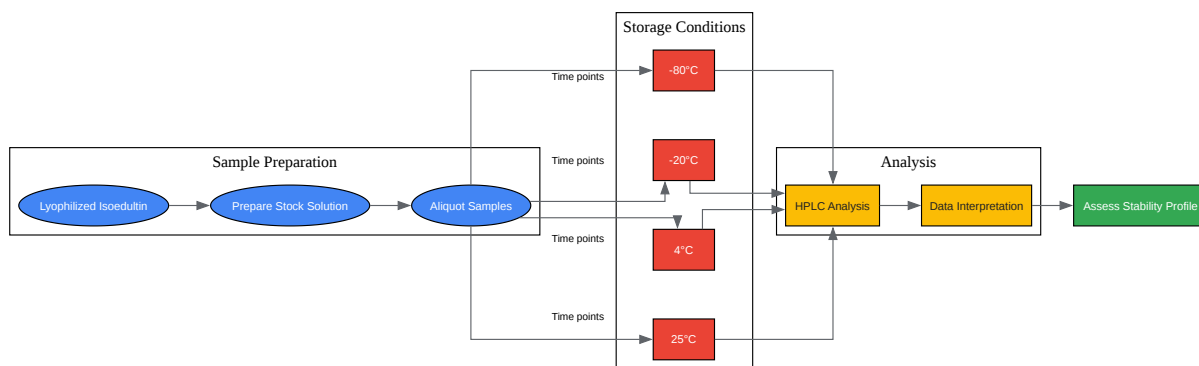 Storage Conditions
-80°C
Time points
Sample Preparation
Time points
-20°C
Analysis
Lyophilized Isoedultin
Prepare Stock Solution
Aliquot Samples
HPLC Analysis
Data Interpretation
Assess Stability Profile
Time points
4°C
Time points
25°C